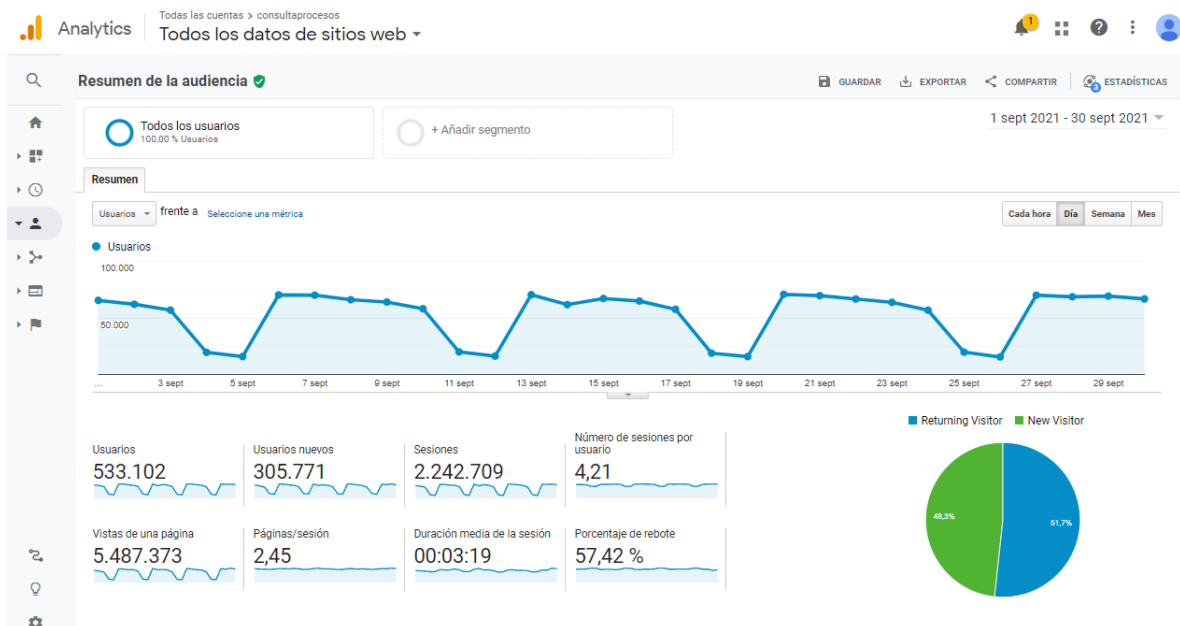 Analytics
Todas las cuentas > consultaprocesos
Todos los datos de sitios web
1
Resumen de la audiencia
GUARDAR
EXPORTAR
COMPARTIR
3
ESTADÍSTICAS
Todos los usuarios
100,00 % Usuarios
+ Añadir segmento
1 sept 2021 - 30 sept 2021
Resumen
Usuarios
frente a
Seleccione una métrica
Cada hora
Día
Semana
Mes
Usuarios
100.000
50.000
...
3 sept
5 sept
7 sept
9 sept
11 sept
13 sept
15 sept
17 sept
19 sept
21 sept
23 sept
25 sept
27 sept
29 sept
Returning Visitor
New Visitor
Usuarios
533.102
Usuarios nuevos
305.771
Sesiones
2.242.709
Número de sesiones por
usuario
4,21
Vistas de una página
5.487.373
Páginas/sesión
2,45
Duración media de la sesión
00:03:19
Porcentaje de rebote
57,42 %
48,3%
51,7%